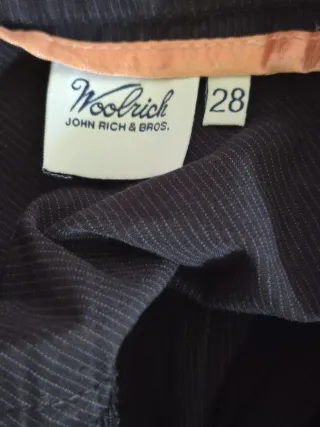 Woolrich
JOHN RICH & BROS.
28